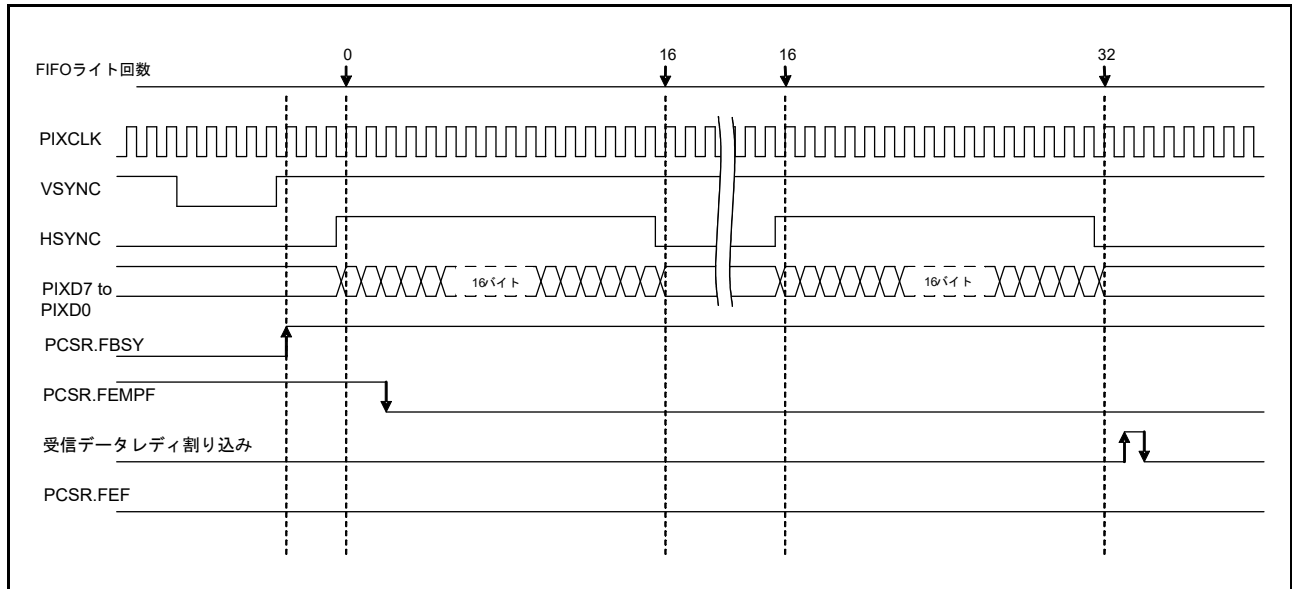 0 16 16 32
FIFOライト回数
PIXCLK
VSYNC
HSYNC
PIXD7 to
PIXD0
16バイト 16バイト
PCSR.FBSY
PCSR.FEMPF
受信データレディ割り込み
PCSR.FEF